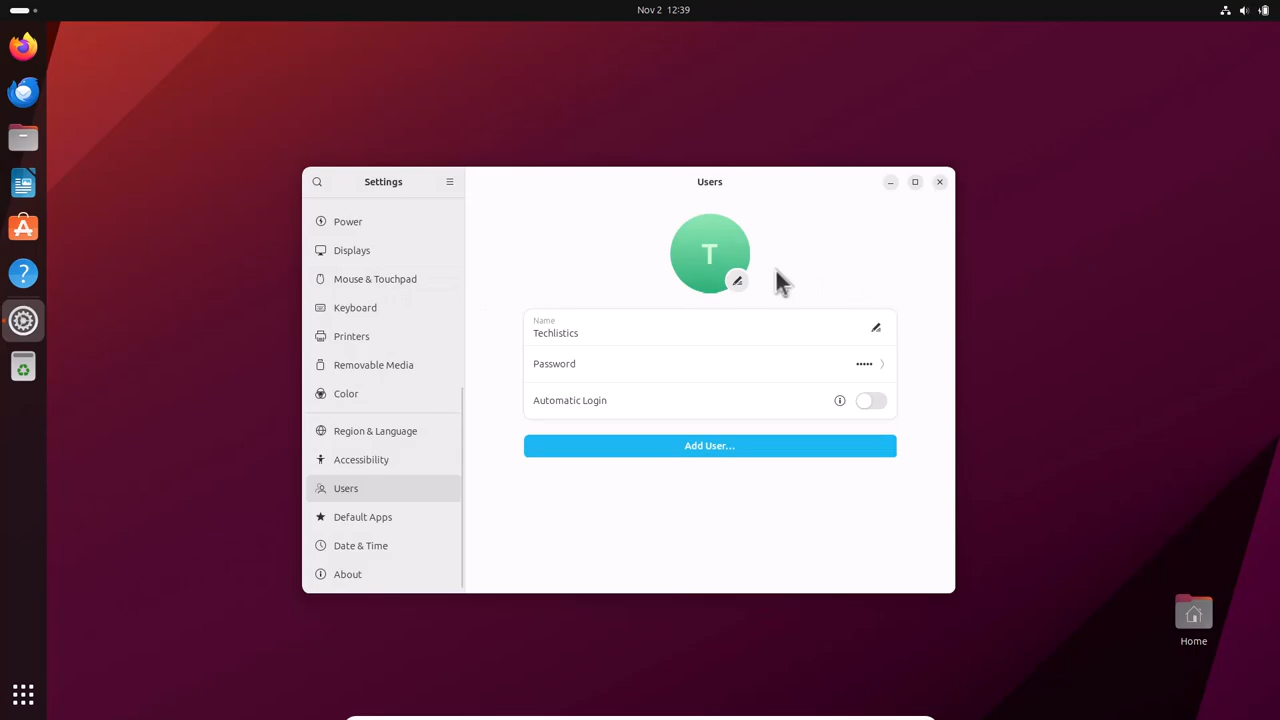 Nov 2 12:39
Settings
Users
Power
Displays
Mouse & Touchpad
Keyboard
Printers
Removable Media
Color
Region & Language
Accessibility
Users
Default Apps
Date & Time
About
T
Name
Techlistics
Password •••••
Automatic Login
Add User...
Home